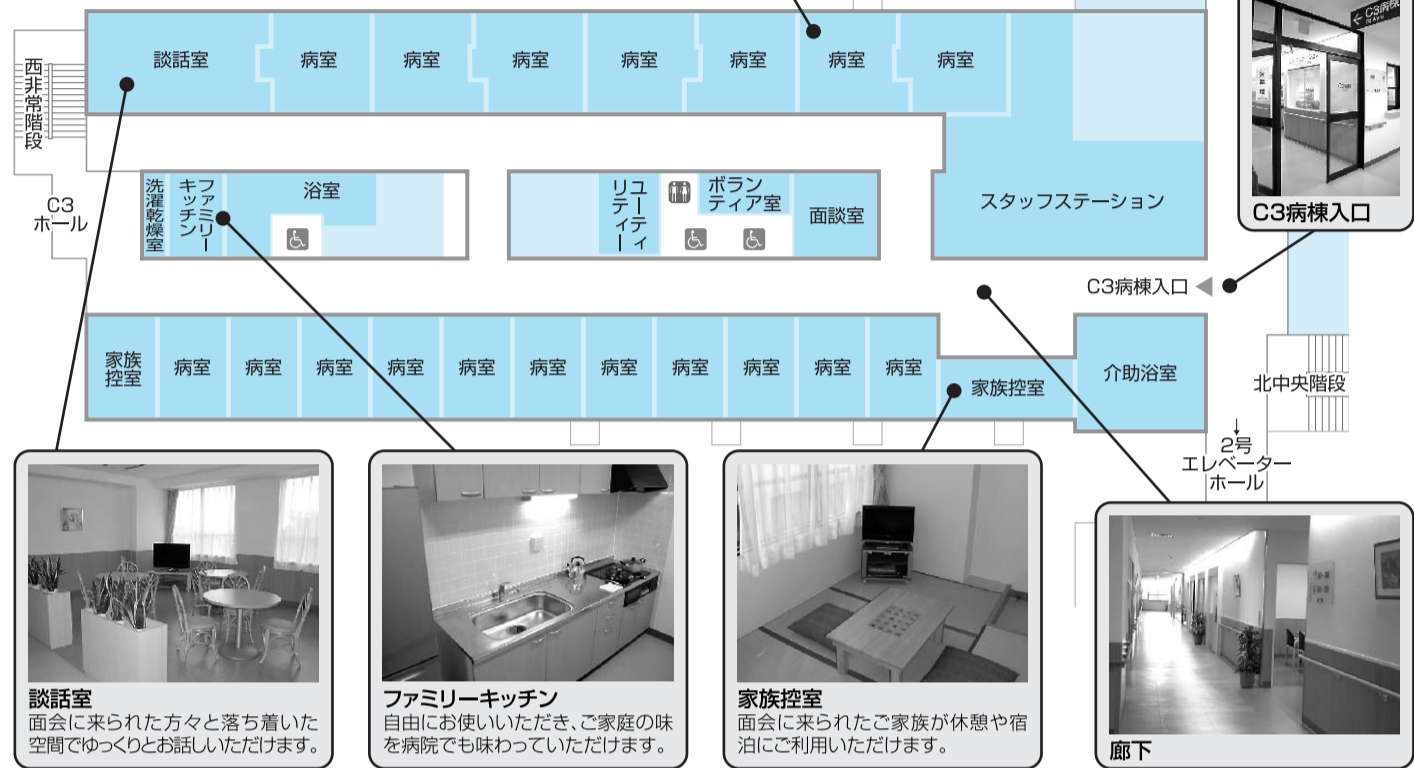 談話室
病室
病室
病室
病室
病室
病室
病室
西非常階段
C3
ホール
洗濯乾燥室
ファミリー
キッチン
浴室
ユーティ
リティー
ボラン
ティア室
面談室
スタッフステーション
← C3病棟
C3病棟入口
C3病棟入口
家族
控室
病室
病室
病室
病室
病室
病室
病室
病室
病室
病室
病室
家族控室
介助浴室
北中央階段
↓
2号
エレベーター
ホール
談話室
面会に来られた方々と落ち着いた
空間でゆっくりとお話しいただけます。
ファミリーキッチン
自由にお使いいただき、ご家庭の味
を病院でも味わっていただけます。
家族控室
面会に来られたご家族が休憩や宿
泊にご利用いただけます。
廊下